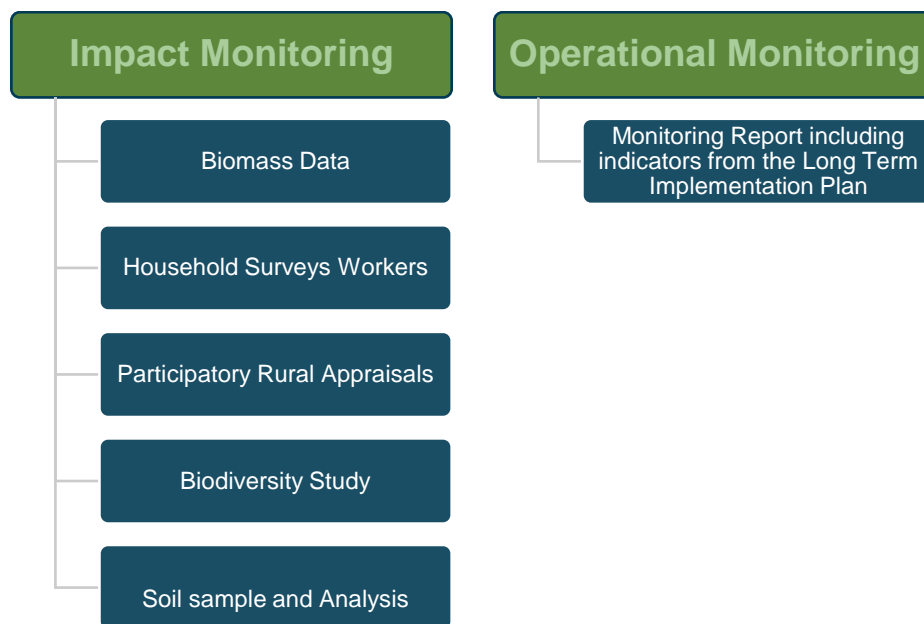 Impact Monitoring
Biomass Data
Household Surveys Workers
Participatory Rural Appraisals
Biodiversity Study
Soil sample and Analysis
Operational Monitoring
Monitoring Report including
indicators from the Long Term
Implementation Plan